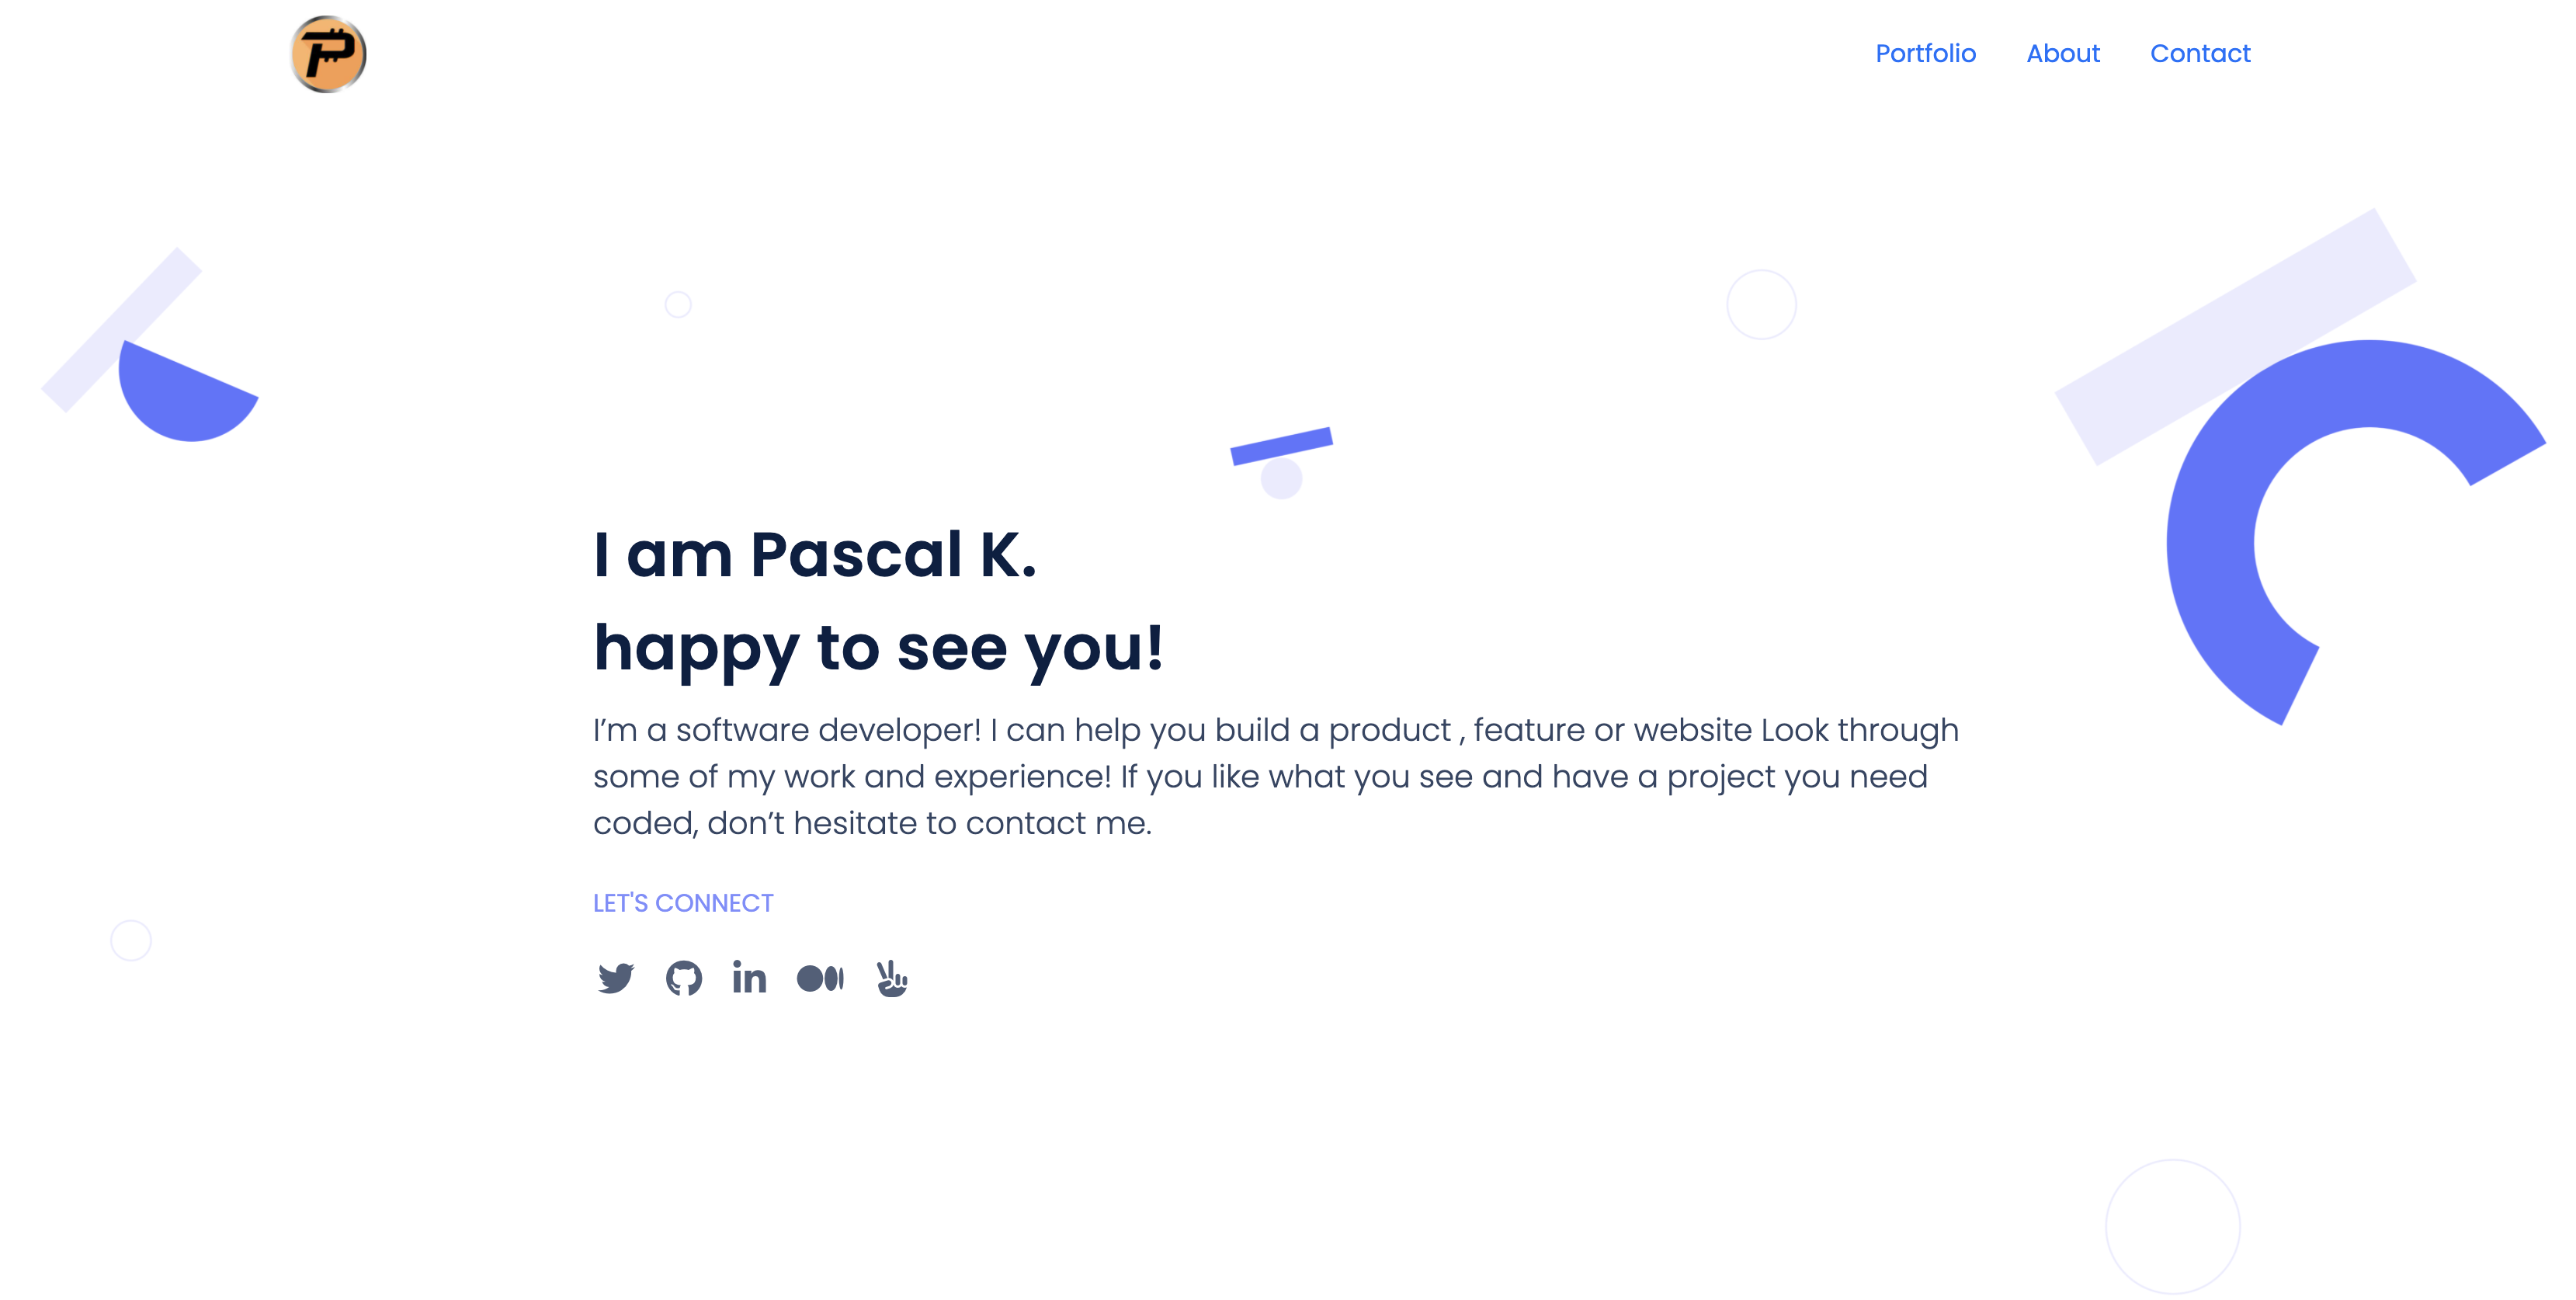 P
Portfolio About Contact
I am Pascal K.
happy to see you!
I’m a software developer! I can help you build a product , feature or website Look through
some of my work and experience! If you like what you see and have a project you need
coded, don’t hesitate to contact me.
LET'S CONNECT
in